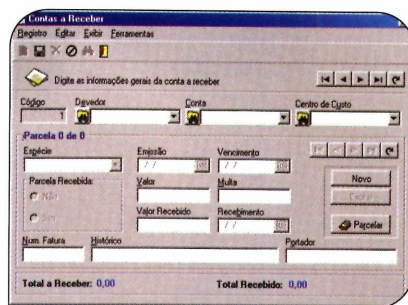 Contas a Receber
Registro Editar Exibir Ferramentas
Digite as informações gerais da conta a receber
Código Devedor Conta Centro de Custo
1
Parcela 0 de 0
Espécie Emissão Vencimento
/ / / /
Parcela Recebida: Valor Multa Novo
Não
Valor Recebido Recebimento
Sim / / Parcelar
Num. Fatura Histórico Portador
Total a Receber: 0,00 Total Recebido: 0,00